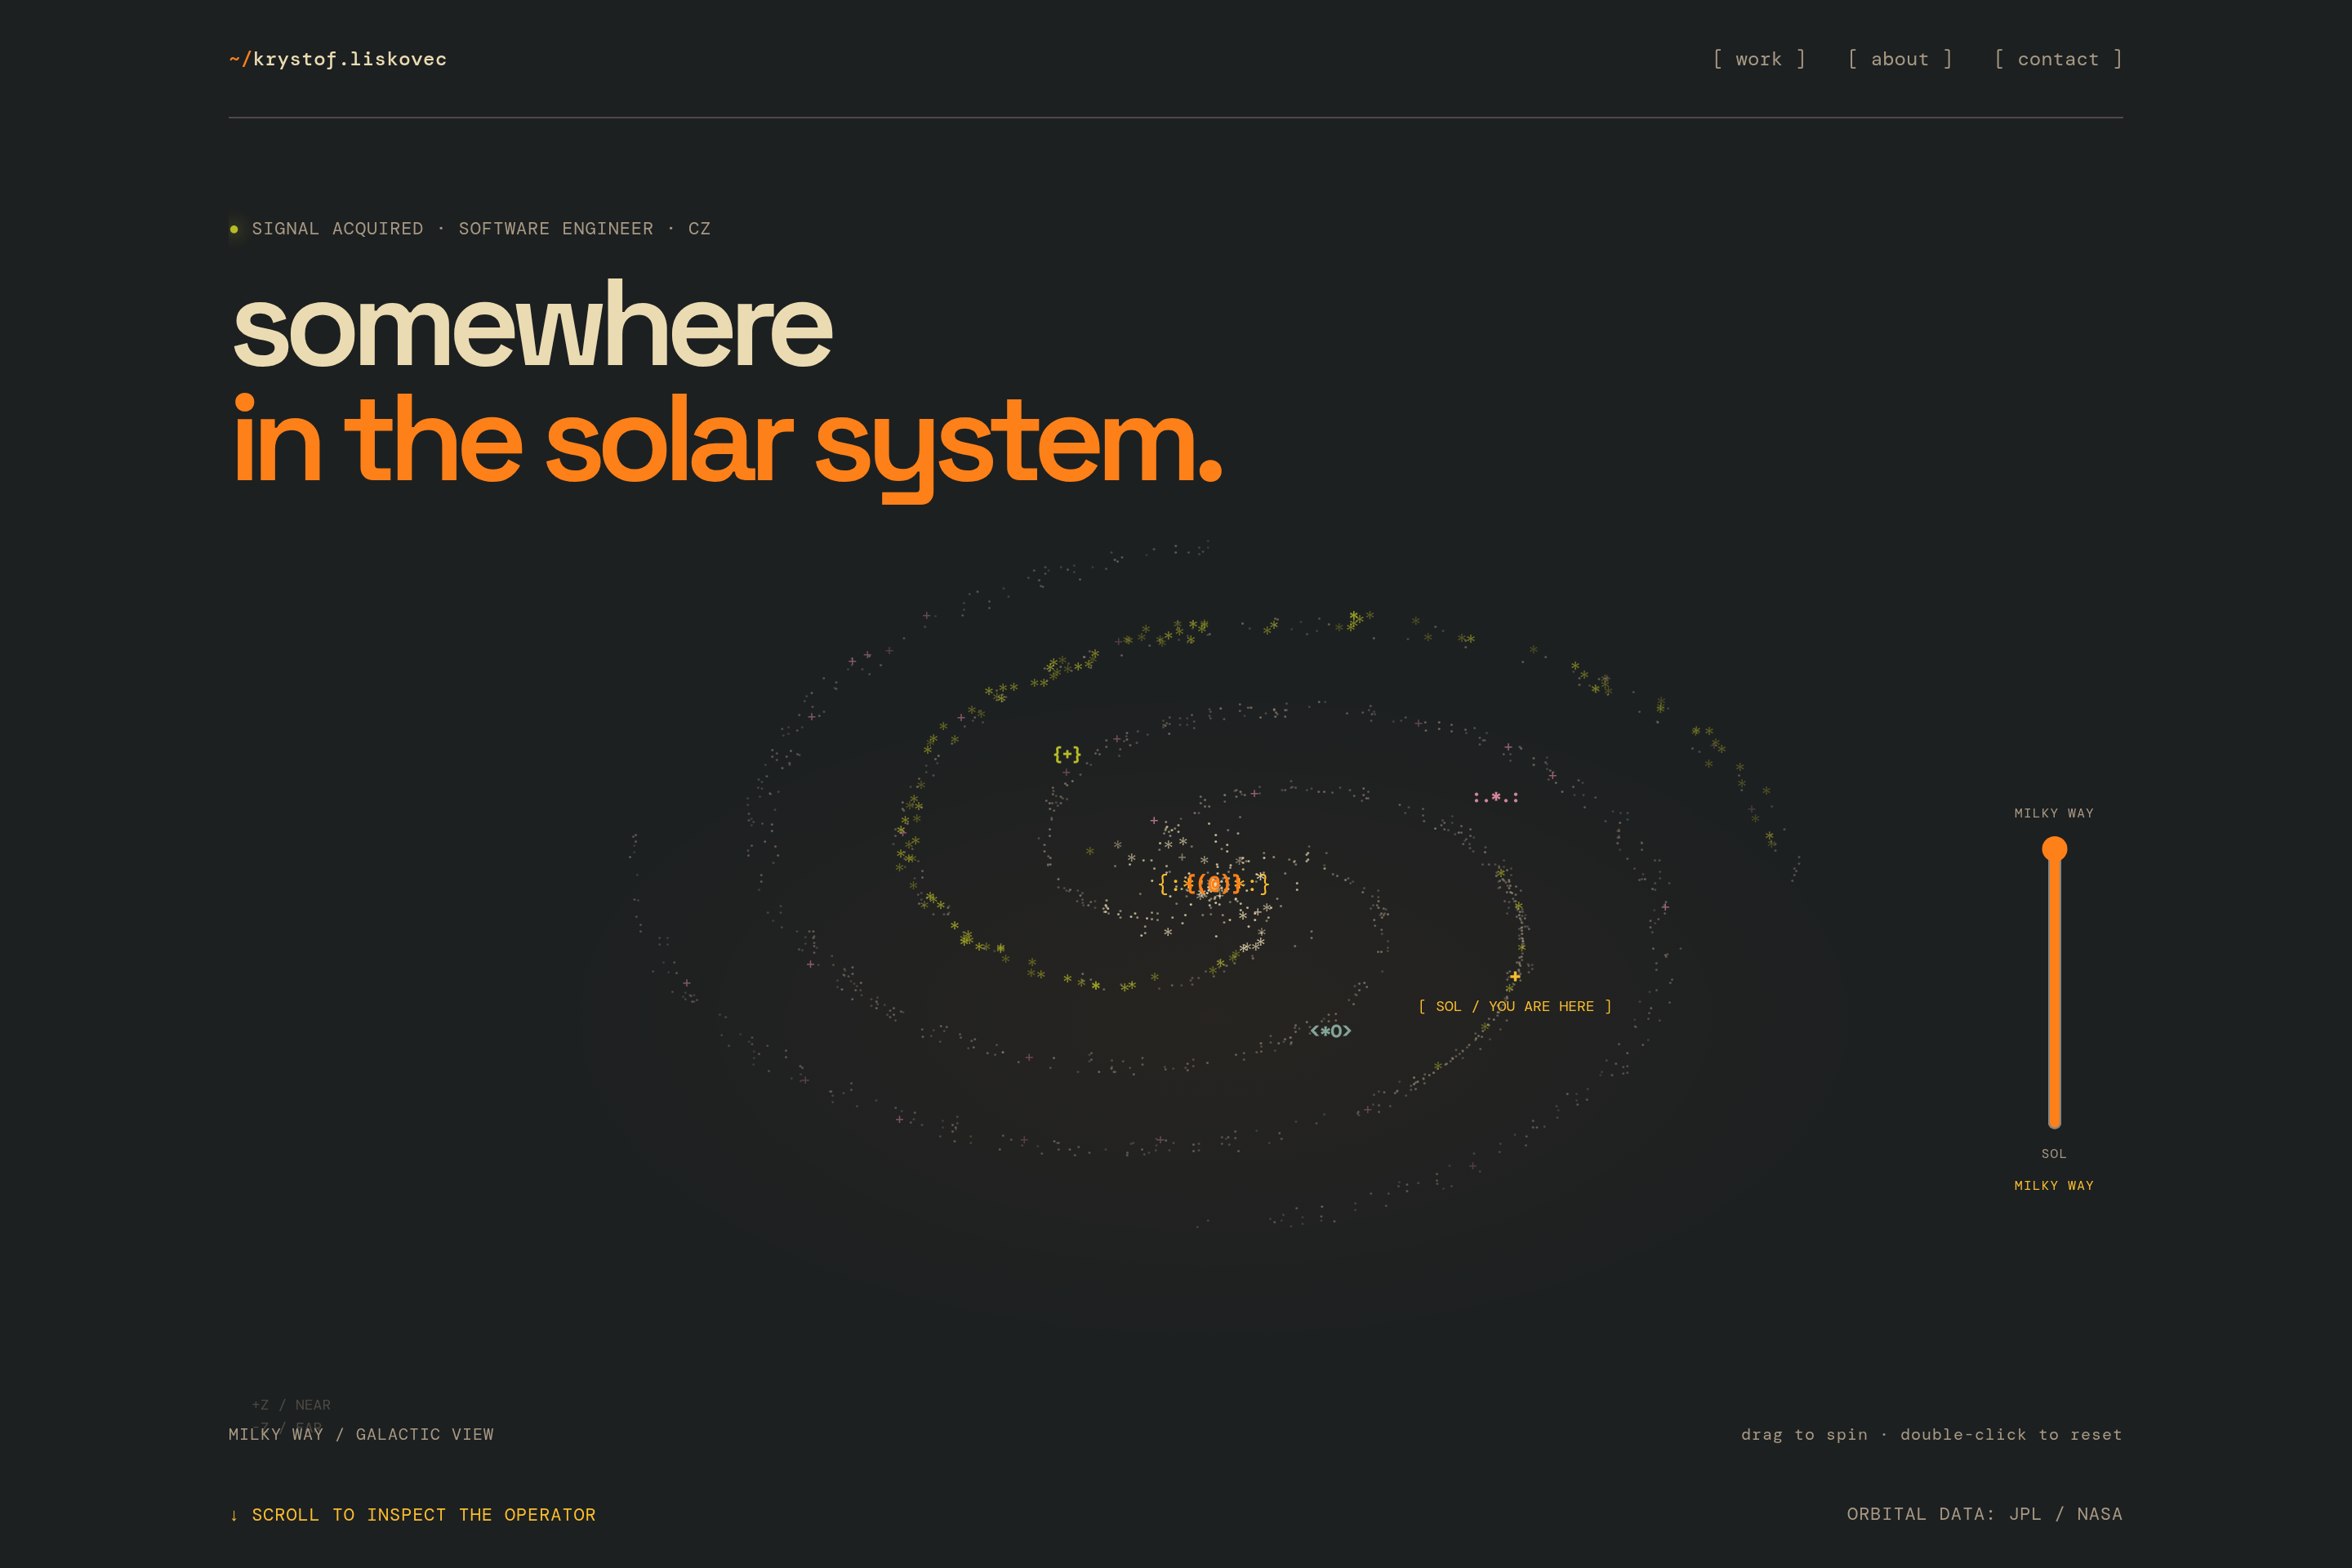 ~/krystof.liskovec
[ work ] [ about ] [ contact ]
SIGNAL ACQUIRED · SOFTWARE ENGINEER · CZ
somewhere
in the solar system.
{+}
:.*.:
MILKY WAY
[ SOL / YOU ARE HERE ]
<*O>
SOL
MILKY WAY
+Z / NEAR
-Z / FAR
MILKY WAY / GALACTIC VIEW
drag to spin · double-click to reset
↓ SCROLL TO INSPECT THE OPERATOR
ORBITAL DATA: JPL / NASA